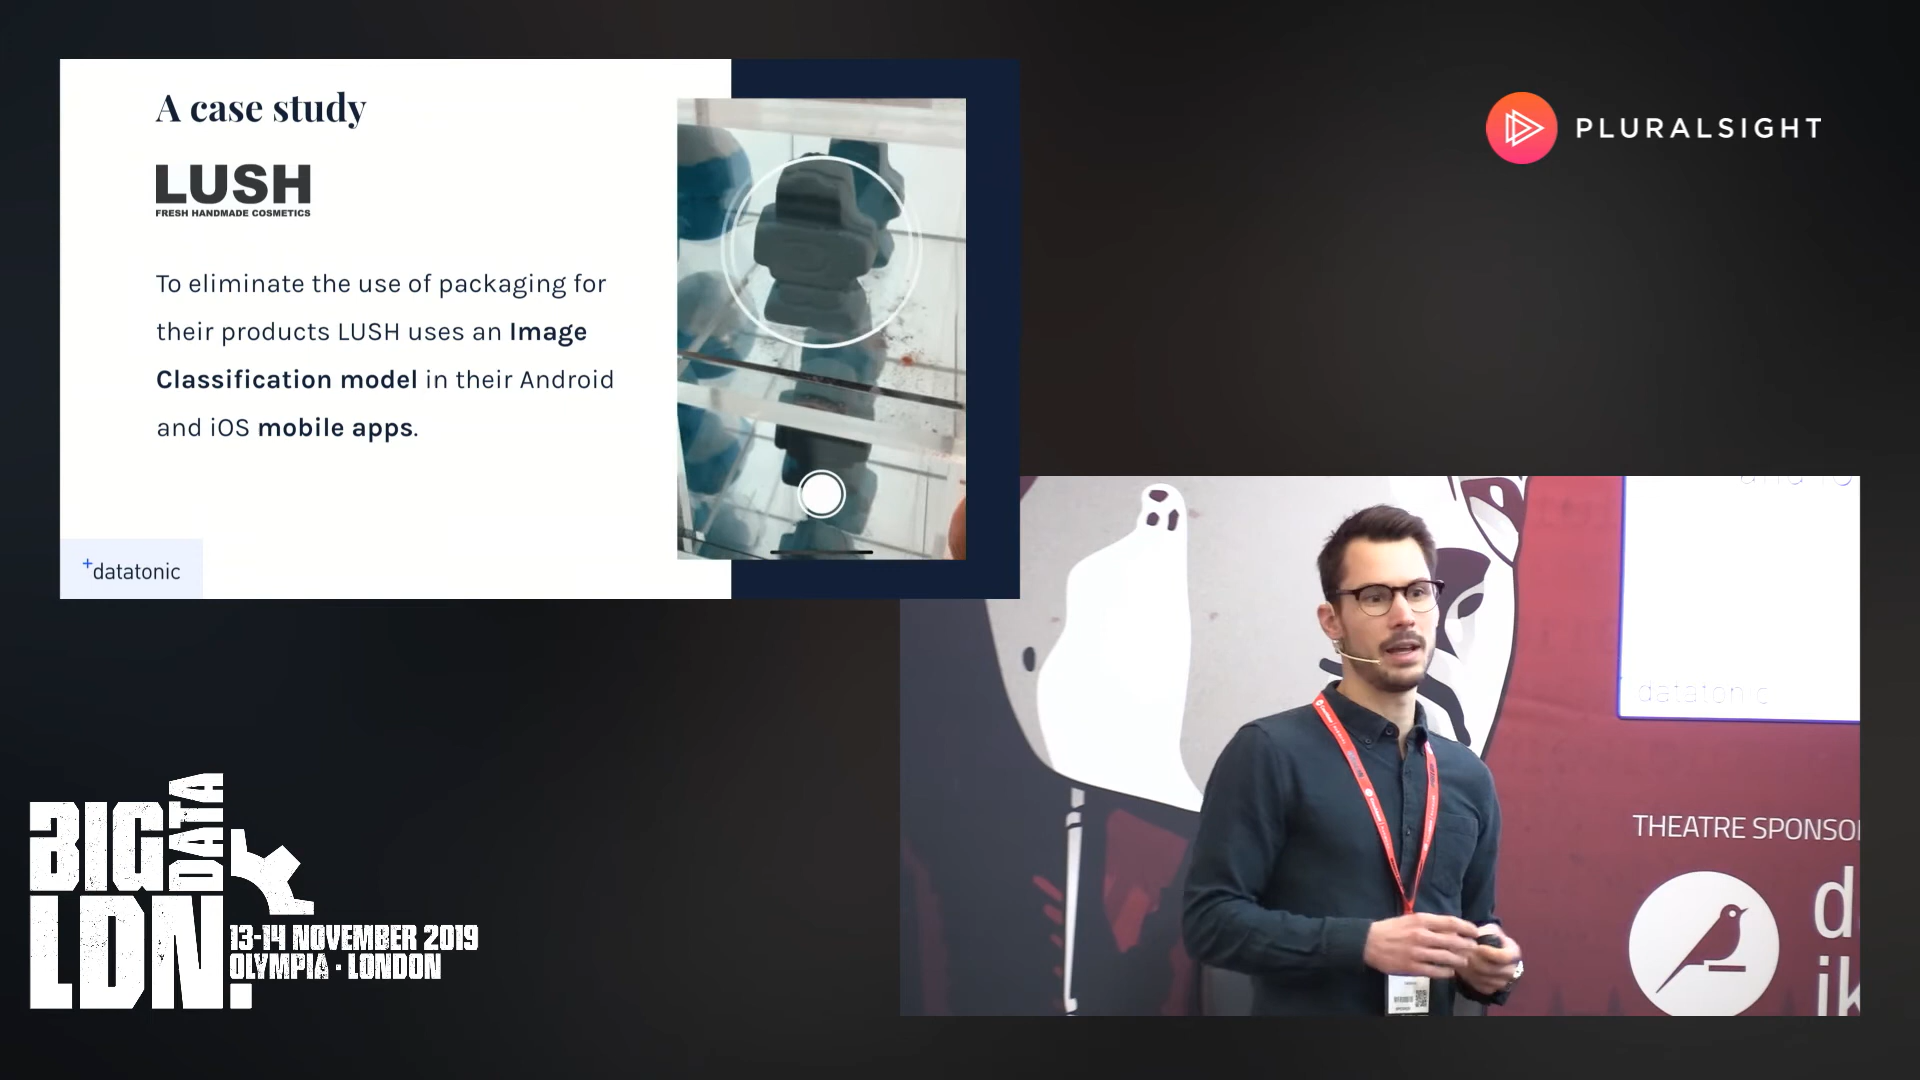 A case study
LUSH
FRESH HANDMADE COSMETICS
To eliminate the use of packaging for
their products LUSH uses an Image
Classification model in their Android
and iOS mobile apps.
+datatonic
PLURALSIGHT
datatonic
THEATRE SPONSO
d
ik
BIG DATA
LDN.
13-14 NOVEMBER 2019
OLYMPIA · LONDON